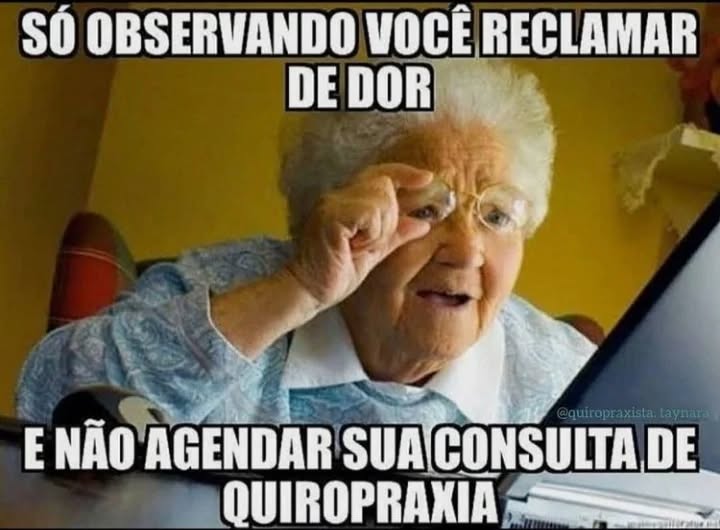 SÓ OBSERVANDO VOCÊ RECLAMAR
DE DOR
@quiropraxista.taynara
E NÃO AGENDAR SUA CONSULTA DE
QUIROPRAXIA